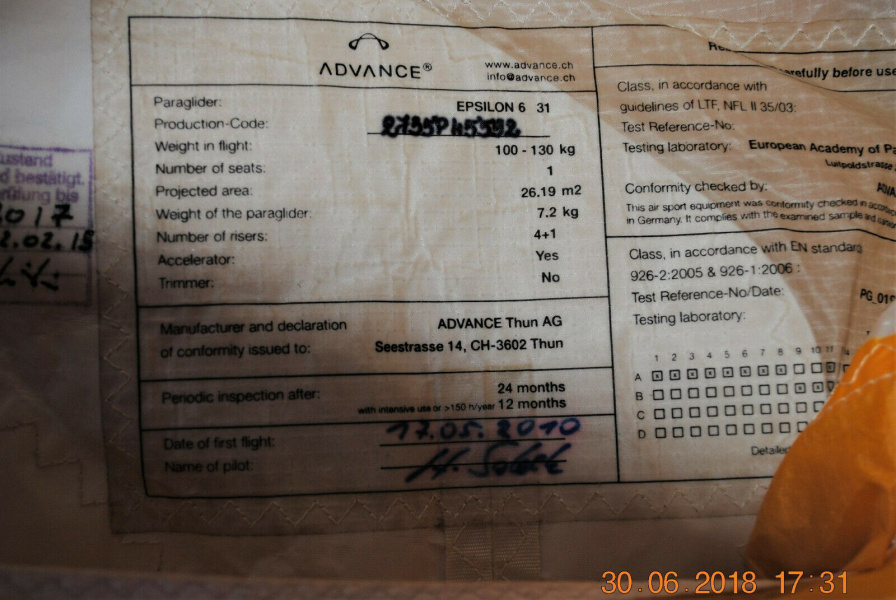 ADVANCE®
www.advance.ch
info@advance.ch
Paraglider: EPSILON 6 31
Production-Code:
Weight in flight: 100 - 130 kg
Number of seats: 1
Projected area: 26.19 m2
Weight of the paraglider: 7.2 kg
Number of risers: 4+1
Accelerator: Yes
Trimmer: No
Manufacturer and declaration
of conformity issued to:
ADVANCE Thun AG
Seestrasse 14, CH-3602 Thun
Periodic inspection after: 24 months
with intensive use or >150 h/year 12 months
Date of first flight: 17.05.2010
Name of pilot:
before use
Class, in accordance with
guidelines of LTF, NFL II 35/03:
Test Reference-No:
Testing laboratory: European Academy of
Luitpoldstrasse
Conformity checked by:
This air sport equipment was conformity checked in
in Germany. It complies with the examined sample and
Class, in accordance with EN standard
926-2:2005 & 926-1:2006 :
Test Reference-No/Date:
Testing laboratory:
1 2 3 4 5 6 7 8 9 10 11
A
B
C
D
bestätigt.
bis
2017
30.06.2018 17:31